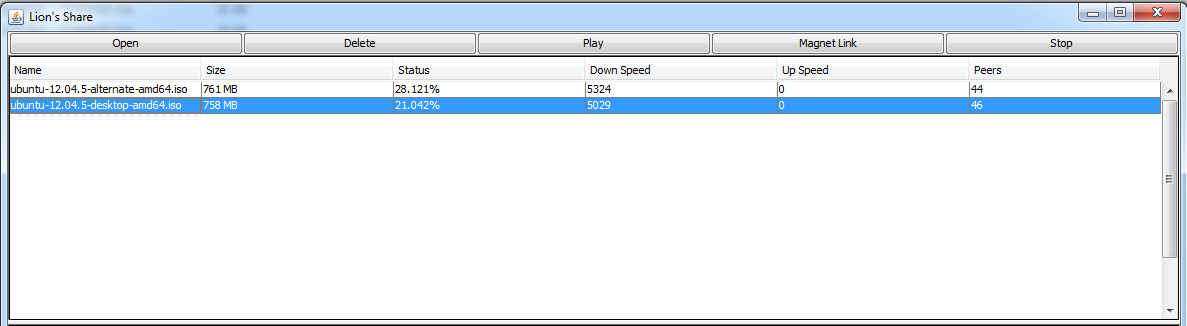 Lion's Share
Open Delete Play Magnet Link Stop
Name Size Status Down Speed Up Speed Peers
ubuntu-12.04.5-alternate-amd64.iso 761 MB 28.121% 5324 0 44
ubuntu-12.04.5-desktop-amd64.iso 758 MB 21.042% 5029 0 46